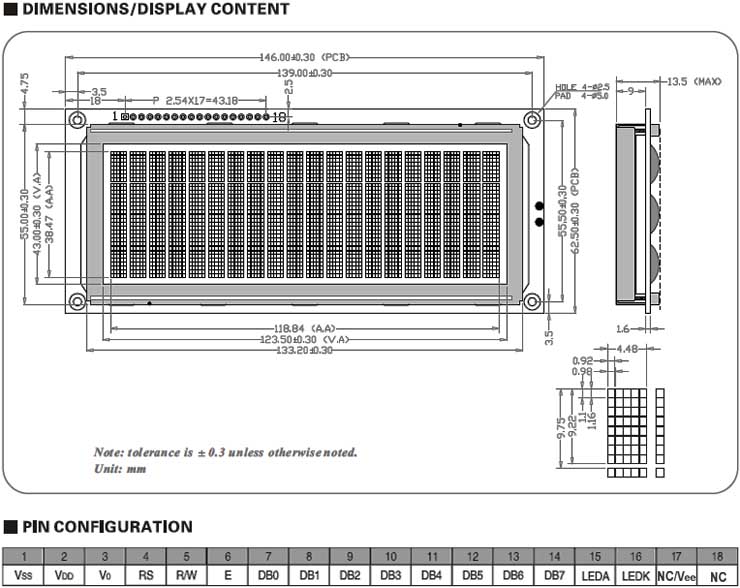 ■ DIMENSIONS/DISPLAY CONTENT
146.00±0.30 (PCB)
139.00±0.30
4.75
3.5
18
P 2.54X17=43.18
2.5
HOLE 4-ø2.5
PAD 4-ø5.0
13.5 (MAX)
9
1
18
55.00±0.30
43.00±0.30 (V.A)
38.47 (A.A)
55.50±0.30
62.50±0.30 (PCB)
118.84 (A.A)
123.50±0.30 (V.A)
133.20±0.30
3.5
1.6
4.48
0.92
0.98
9.75
9.22
1.1
1.16
Note: tolerance is ± 0.3 unless otherwise noted.
Unit: mm
■ PIN CONFIGURATION
1 2 3 4 5 6 7 8 9 10 11 12 13 14 15 16 17 18
Vss VDD V0 RS R/W E DB0 DB1 DB2 DB3 DB4 DB5 DB6 DB7 LEDA LEDK NC/Vee NC